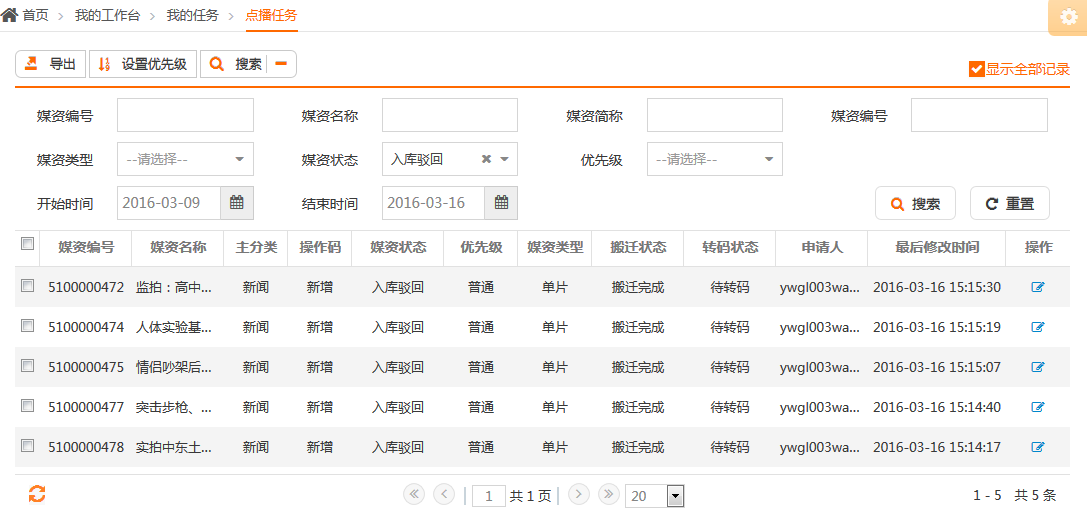 首页 我的工作台 我的任务 点播任务
导出 设置优先级 搜索
显示全部记录
媒资编号 媒资名称 媒资简称 媒资编号
媒资类型 --请选择-- 媒资状态 入库驳回 优先级 --请选择--
开始时间 2016-03-09 结束时间 2016-03-16 搜索 重置
媒资编号 媒资名称 主分类 操作码 媒资状态 优先级 媒资类型 搬迁状态 转码状态 申请人 最后修改时间 操作
5100000472 监拍：高中... 新闻 新增 入库驳回 普通 单片 搬迁完成 待转码 ywgl003wa... 2016-03-16 15:15:30
5100000474 人体实验基... 新闻 新增 入库驳回 普通 单片 搬迁完成 待转码 ywgl003wa... 2016-03-16 15:15:19
5100000475 情侣吵架后... 新闻 新增 入库驳回 普通 单片 搬迁完成 待转码 ywgl003wa... 2016-03-16 15:15:07
5100000477 突击步枪、... 新闻 新增 入库驳回 普通 单片 搬迁完成 待转码 ywgl003wa... 2016-03-16 15:14:40
5100000478 实拍中东土... 新闻 新增 入库驳回 普通 单片 搬迁完成 待转码 ywgl003wa... 2016-03-16 15:14:17
1 共 1 页 20 1 - 5 共 5 条